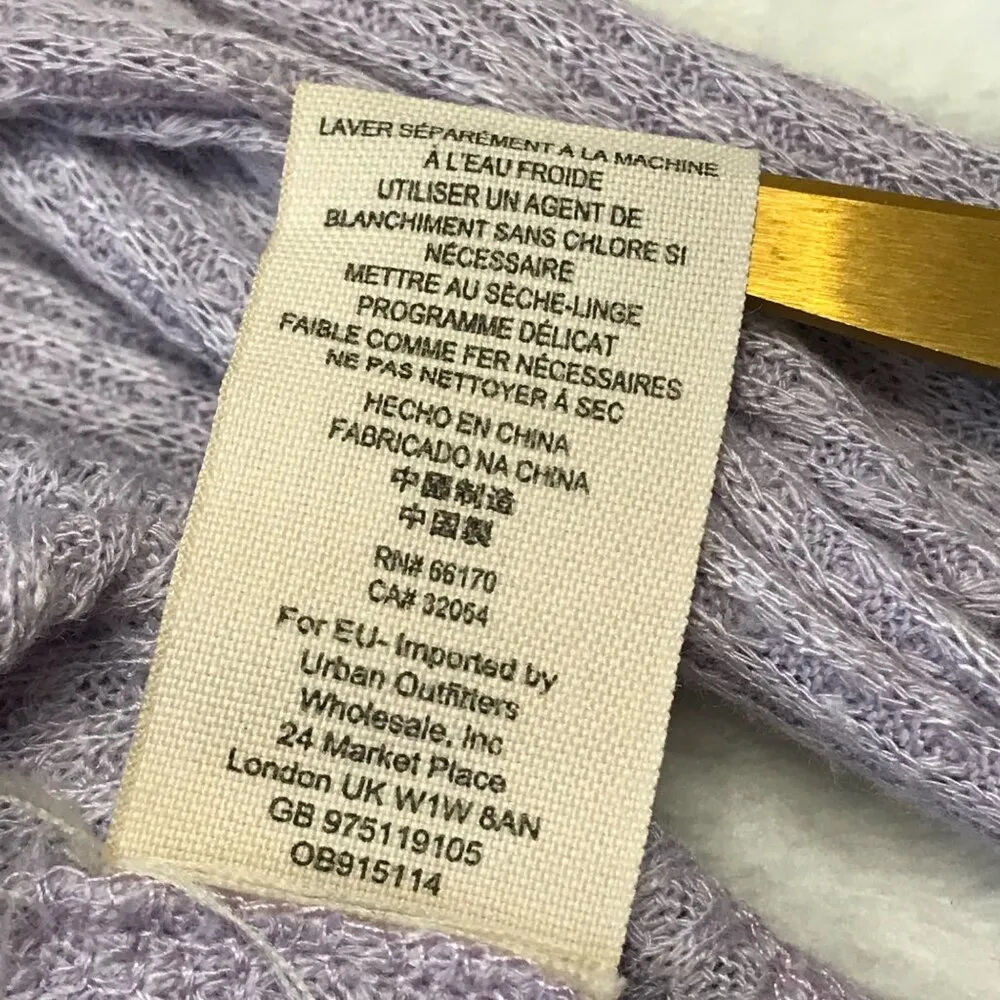 LAVER SÉPARÉMENT A LA MACHINE
À L'EAU FROIDE
UTILISER UN AGENT DE
BLANCHIMENT SANS CHLORE SI
NÉCESSAIRE
METTRE AU SÈCHE-LINGE
PROGRAMME DÉLICAT
FAIBLE COMME FER NÉCESSAIRES
NE PAS NETTOYER À SEC
HECHO EN CHINA
FABRICADO NA CHINA
中國制造
中国製
RN# 66170
CA# 32054
For EU- Imported by
Urban Outfitters
Wholesale, Inc
24 Market Place
London UK W1W 8AN
GB 975119105
OB915114